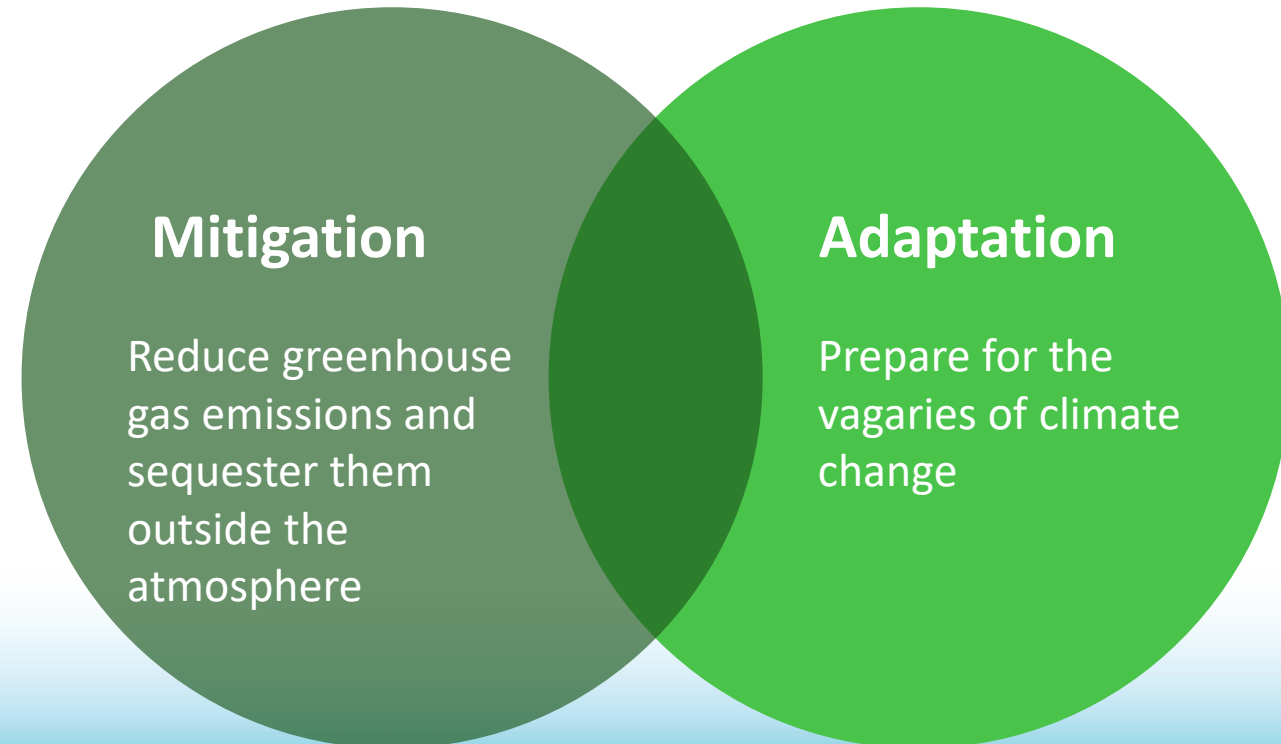 Mitigation
Reduce greenhouse
gas emissions and
sequester them
outside the
atmosphere
Adaptation
Prepare for the
vagaries of climate
change